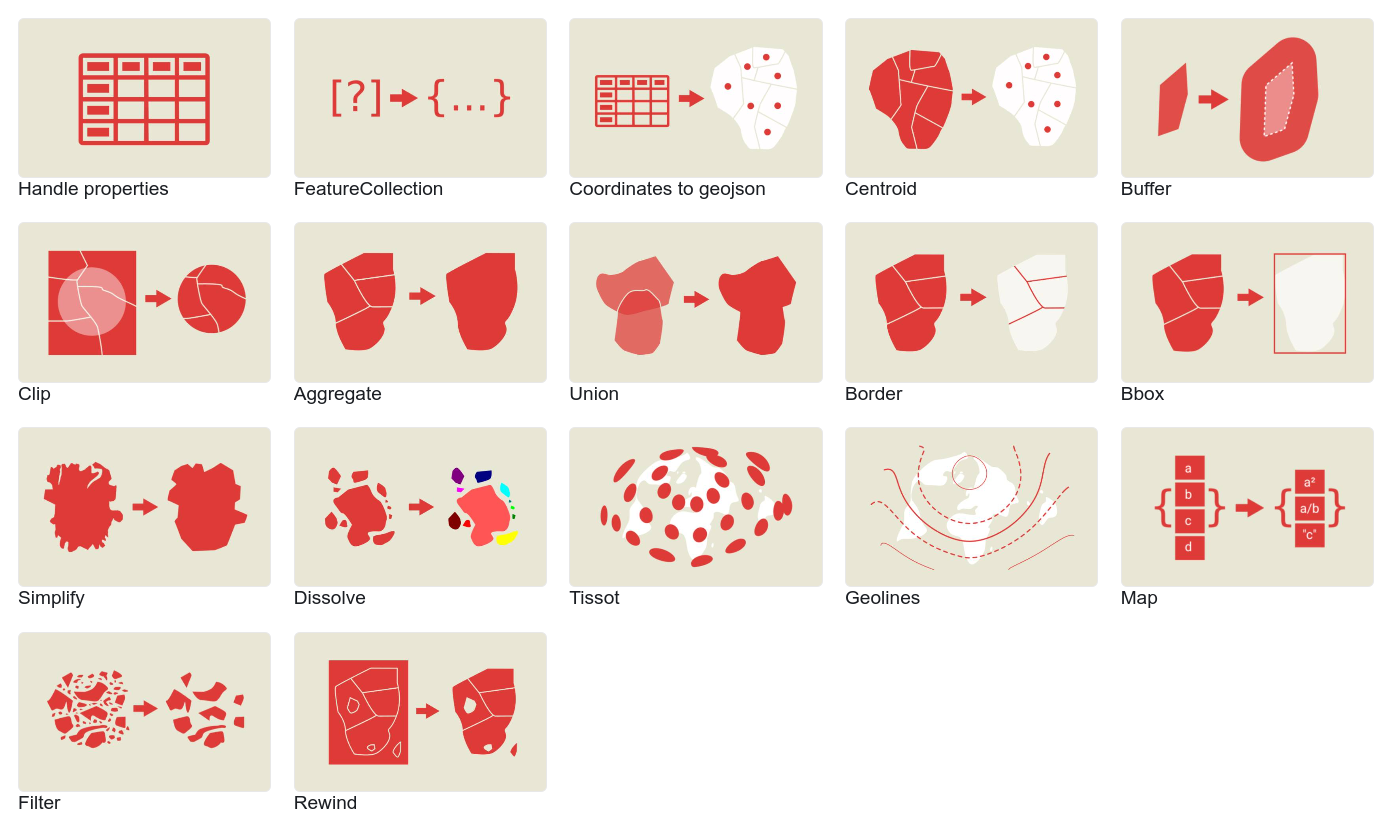 [?] {...}
Handle properties
FeatureCollection
Coordinates to geojson
Centroid
Buffer
Clip
Aggregate
Union
Border
Bbox
a
b
c
d
a²
a/b
"c"
Simplify
Dissolve
Tissot
Geolines
Map
Filter
Rewind